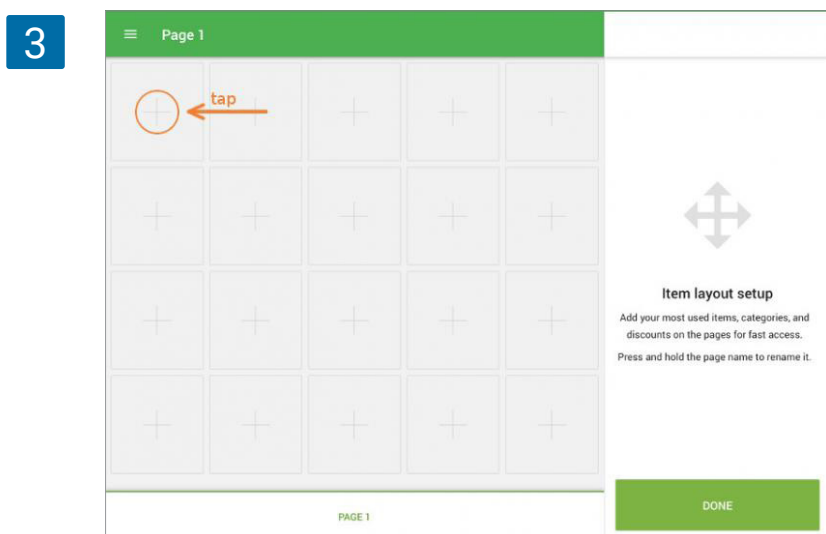 3
Page 1
tap
Item layout setup
Add your most used items, categories, and
discounts on the pages for fast access.
Press and hold the page name to rename it.
DONE
PAGE 1